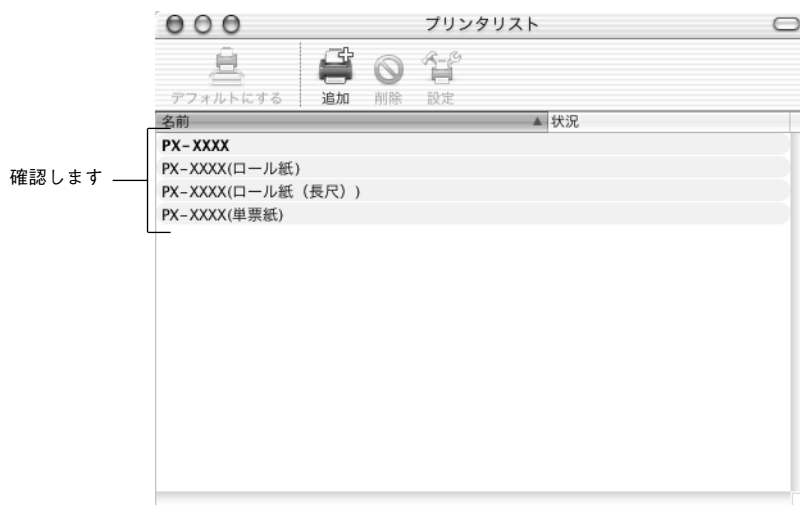 プリンタリスト
デフォルトにする
追加
削除
設定
名前
状況
PX-XXXX
確認します
PX-XXXX(ロール紙)
PX-XXXX(ロール紙（長尺）)
PX-XXXX(単票紙)